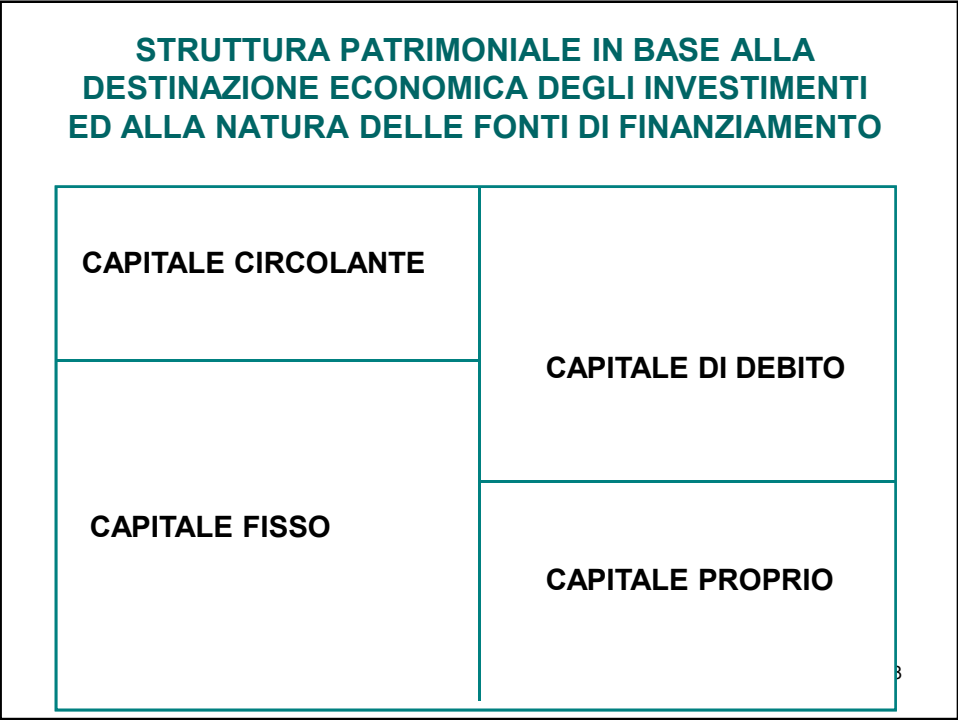 STRUTTURA PATRIMONIALE IN BASE ALLA
DESTINAZIONE ECONOMICA DEGLI INVESTIMENTI
ED ALLA NATURA DELLE FONTI DI FINANZIAMENTO
CAPITALE CIRCOLANTE
CAPITALE DI DEBITO
CAPITALE FISSO
CAPITALE PROPRIO